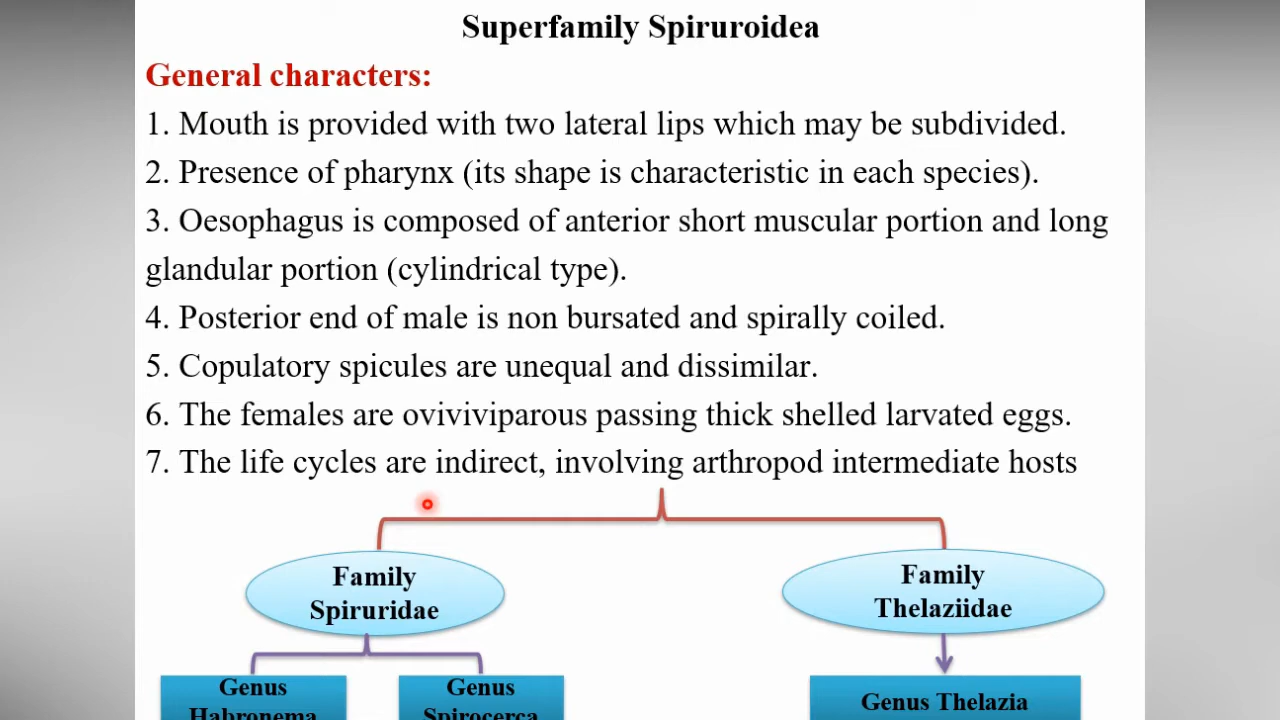 Superfamily Spiruroidea
General characters:
1. Mouth is provided with two lateral lips which may be subdivided.
2. Presence of pharynx (its shape is characteristic in each species).
3. Oesophagus is composed of anterior short muscular portion and long
glandular portion (cylindrical type).
4. Posterior end of male is non bursated and spirally coiled.
5. Copulatory spicules are unequal and dissimilar.
6. The females are oviviviparous passing thick shelled larvated eggs.
7. The life cycles are indirect, involving arthropod intermediate hosts
Family
Spiruridae
Family
Thelaziidae
Genus
Habronema
Genus
Spirocerca
Genus Thelazia